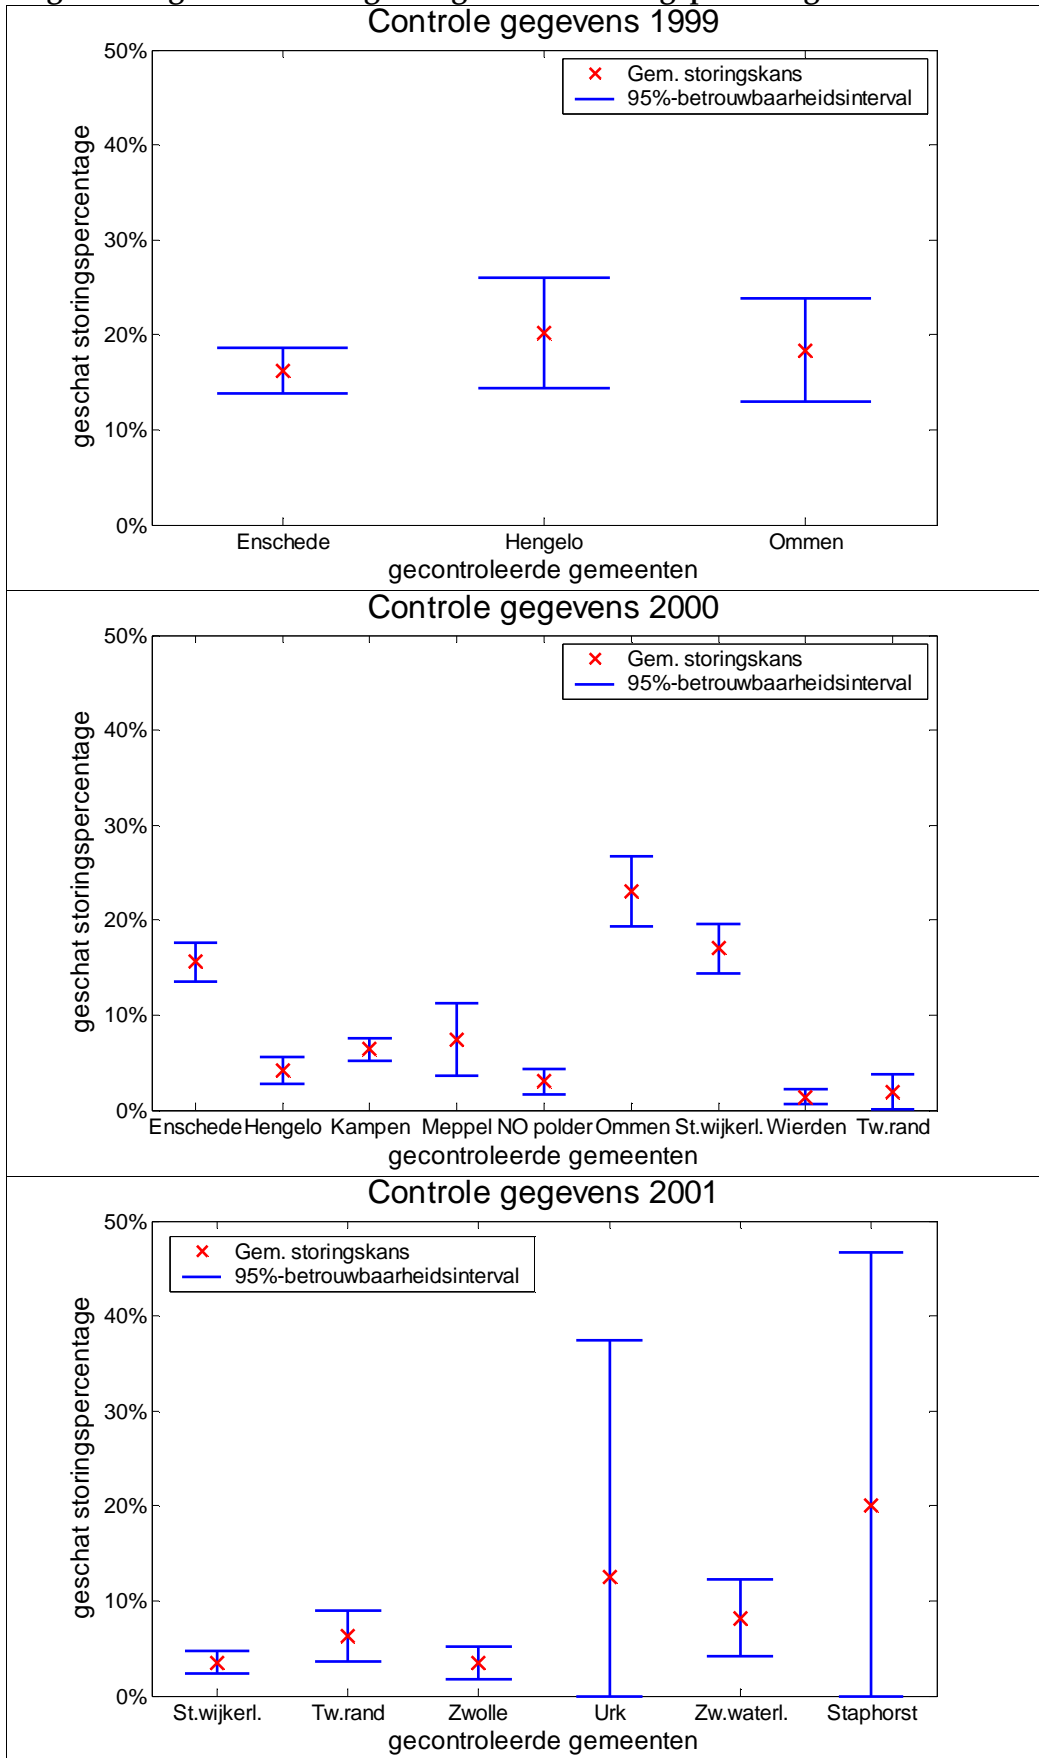 Controle gegevens 1999
50%
Gem. storingskans
95%-betrouwbaarheidsinterval
40%
30%
20%
10%
0%
geschat storingspercentage
Enschede Hengelo Ommen
gecontroleerde gemeenten
Controle gegevens 2000
50%
Gem. storingskans
95%-betrouwbaarheidsinterval
40%
30%
20%
10%
0%
geschat storingspercentage
Enschede Hengelo Kampen Meppel NO polder Ommen St.wijkerl. Wierden Tw.rand
gecontroleerde gemeenten
Controle gegevens 2001
50%
Gem. storingskans
95%-betrouwbaarheidsinterval
40%
30%
20%
10%
0%
geschat storingspercentage
St.wijkerl. Tw.rand Zwolle Urk Zw.waterl. Staphorst
gecontroleerde gemeenten